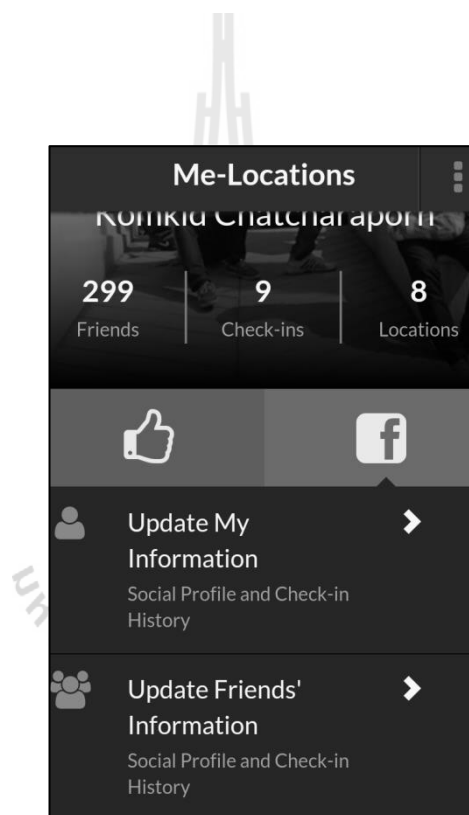 Me-Locations
Romkid Chatcharaporn
299 9 8
Friends Check-ins Locations
Update My
Information
Social Profile and Check-in
History
Update Friends'
Information
Social Profile and Check-in
History